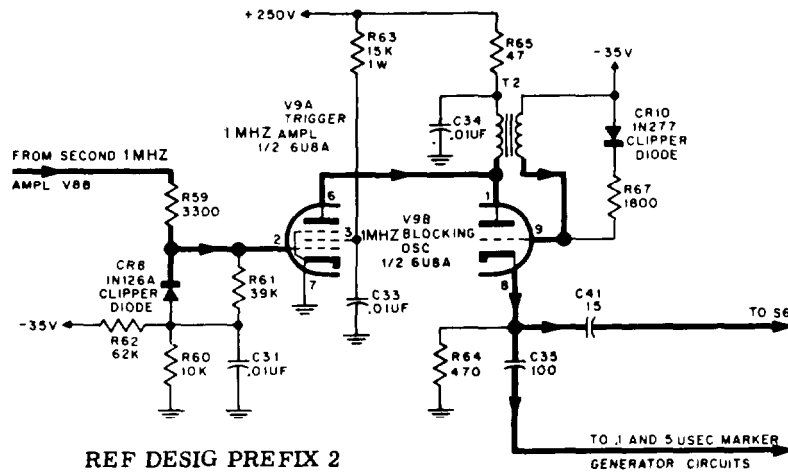 +250V
R63
15K
1W
R65
47
-35V
T2
V9A
TRIGGER
1 MHZ AMPL
1/2 6U8A
C34
.01UF
CR10
1N277
CLIPPER
DIODE
FROM SECOND 1MHZ
AMPL V8B
R59
3300
6
1
R67
1800
2
3
V9B
1MHZ BLOCKING
OSC
1/2 6U8A
9
7
8
CR8
1N126A
CLIPPER
DIODE
R61
39K
C33
.01UF
C41
15
TO S6
-35V
R62
62K
R60
10K
C31
.01UF
R64
470
C35
100
REF DESIG PREFIX 2
TO .1 AND 5 USEC MARKER
GENERATOR CIRCUITS